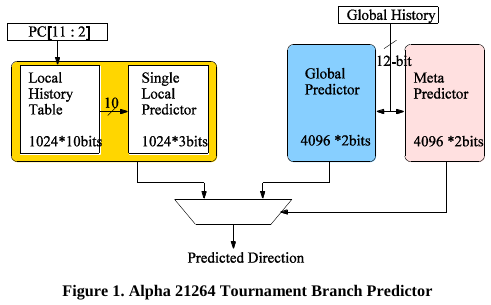 Global History
PC[11 : 2]
12-bit
Local
History
Table
1024*10bits
10
Single
Local
Predictor
1024*3bits
Global
Predictor
4096 *2bits
Meta
Predictor
4096 *2bits
Predicted Direction
Figure 1. Alpha 21264 Tournament Branch Predictor